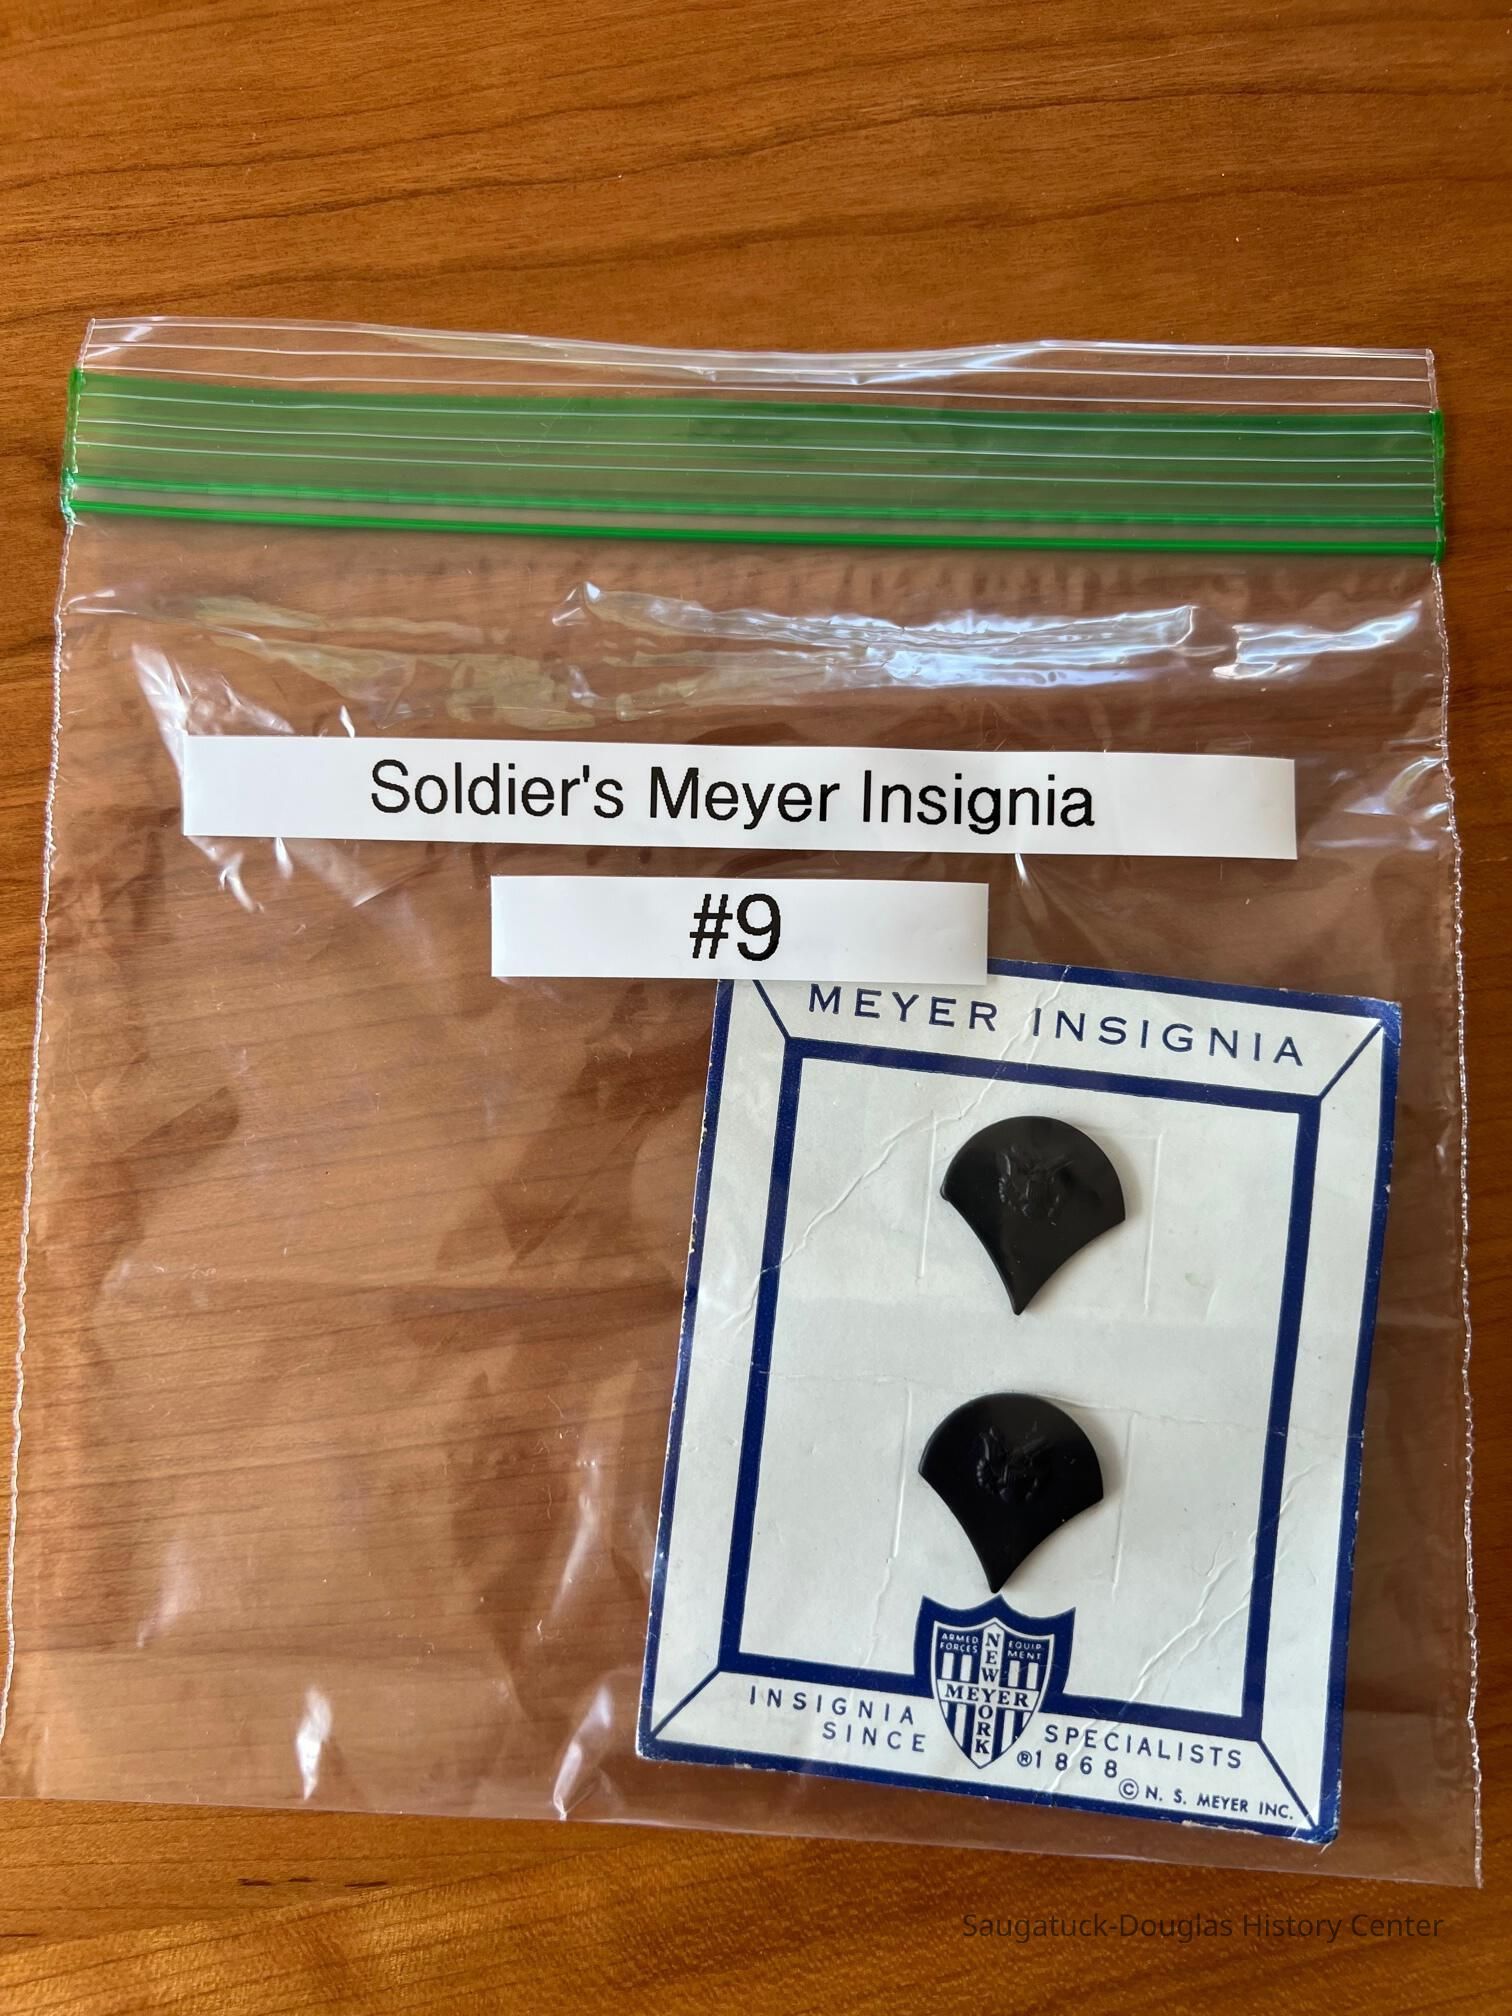 Soldier's Meyer Insignia
#9
MEYER INSIGNIA
ARMED FORCES
EQUIPMENT
NEW YORK
MEYER
INSIGNIA SPECIALISTS
SINCE ®1868
© N. S. MEYER INC.
Saugatuck-Douglas History Center